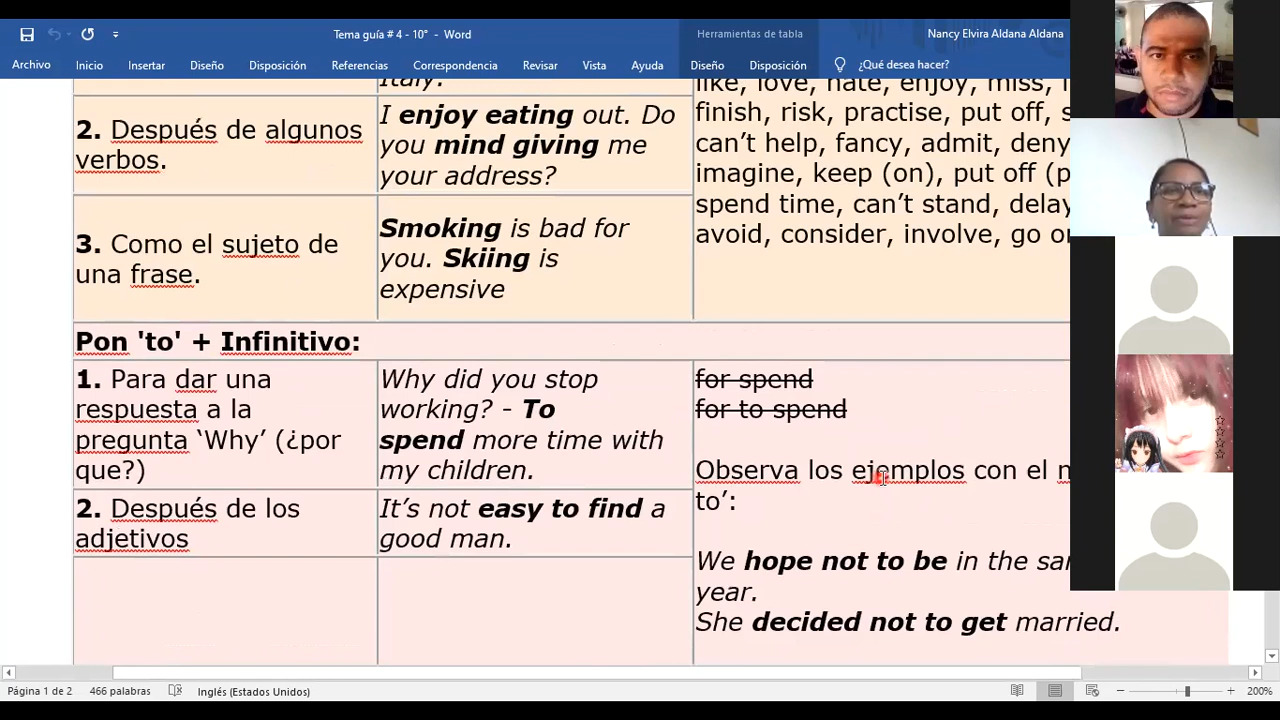 Tema guía # 4 - 10° - Word
Herramientas de tabla
Nancy Elvira Aldana Aldana
Archivo Inicio Insertar Diseño Disposición Referencias Correspondencia Revisar Vista Ayuda Diseño Disposición ¿Qué desea hacer?
Italy.
like, love, hate, enjoy, miss,
2. Después de algunos
verbos.
I enjoy eating out. Do
you mind giving me
your address?
finish, risk, practise, put off,
can't help, fancy, admit, deny
imagine, keep (on), put off
spend time, can't stand, delay
avoid, consider, involve, go
3. Como el sujeto de
una frase.
Smoking is bad for
you. Skiing is
expensive
Pon 'to' + Infinitivo:
1. Para dar una
respuesta a la
pregunta ‘Why’ (¿por
que?)
Why did you stop
working? - To
spend more time with
my children.
for spend
for to spend
Observa los ejemplos con el
to’:
2. Después de los
adjetivos
It’s not easy to find a
good man.
We hope not to be in the
year.
She decided not to get married.
Página 1 de 2 466 palabras Inglés (Estados Unidos) 200%